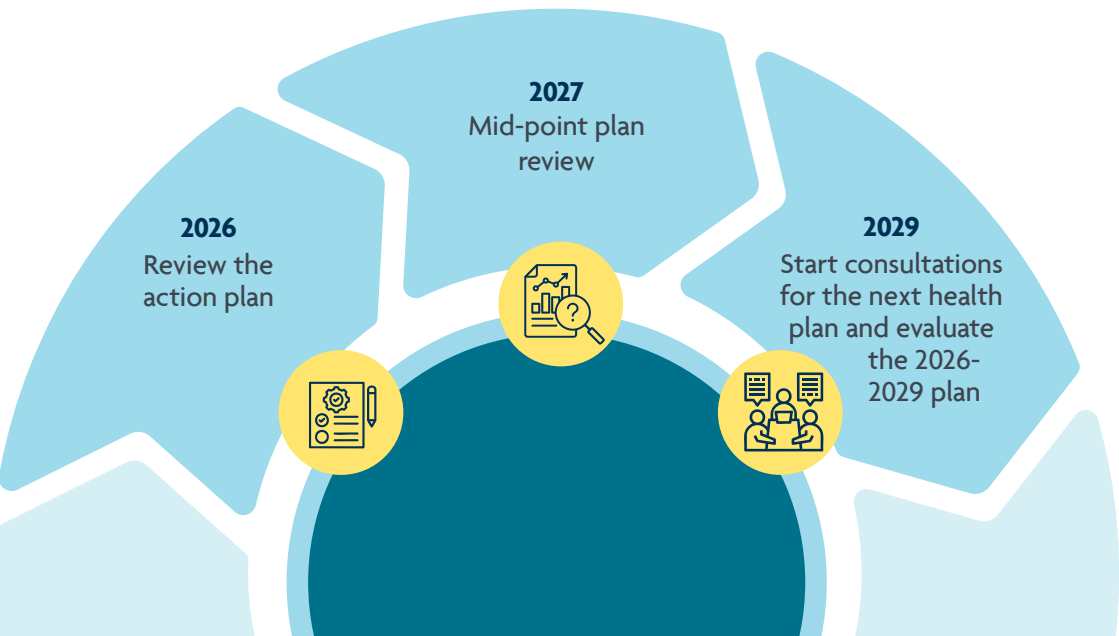 2026
Review the
action plan
2027
Mid-point plan
review
2029
Start consultations
for the next health
plan and evaluate
the 2026-
2029 plan
?